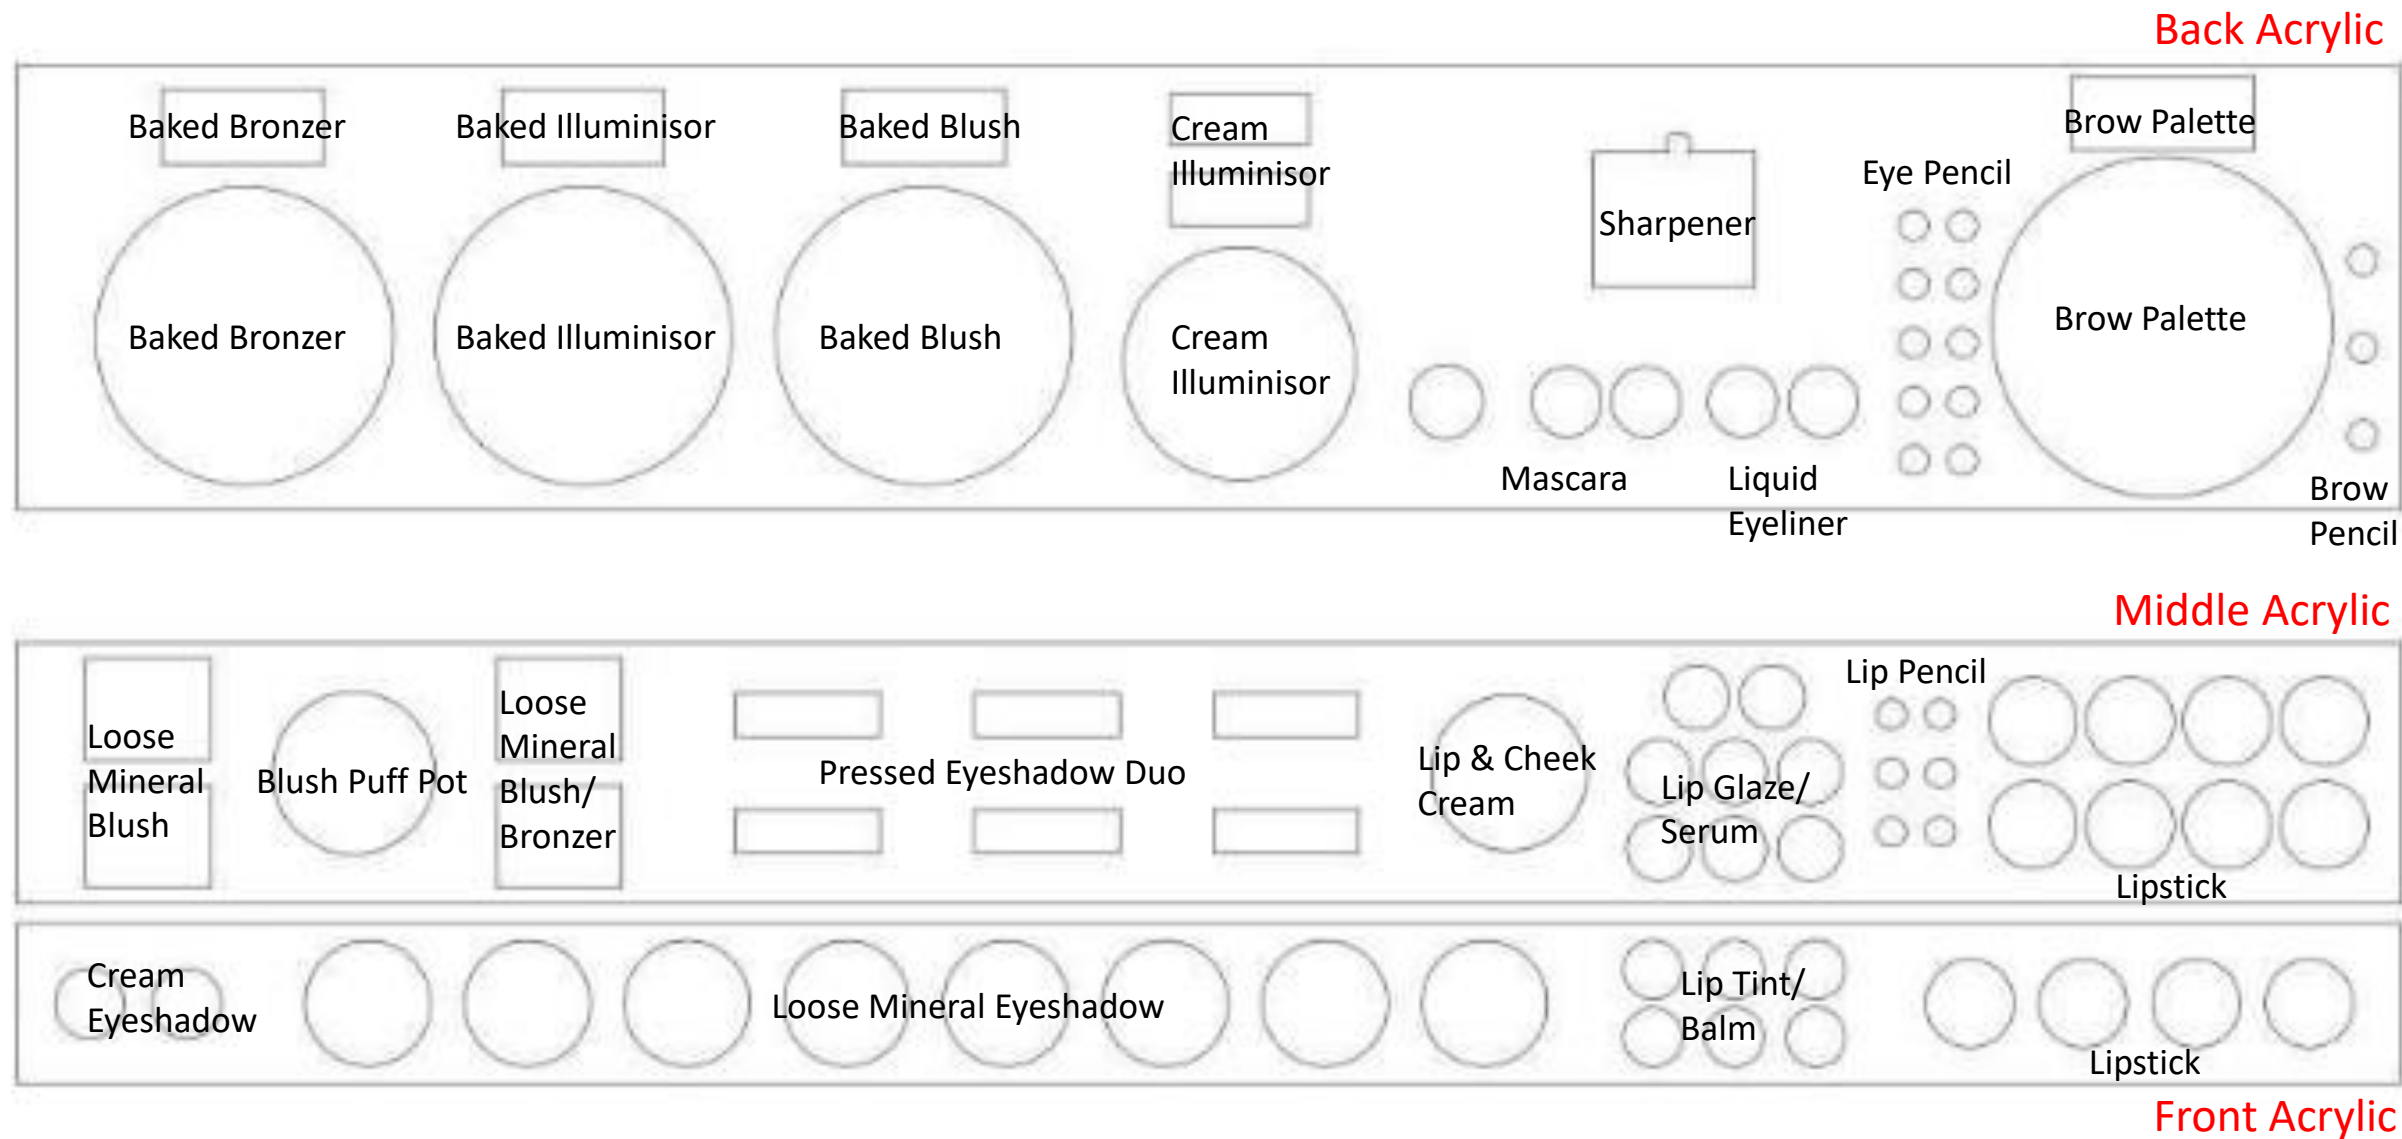 Back Acrylic
Baked Bronzer
Baked Illuminisor
Baked Blush
Cream
Illuminisor
Brow Palette
Eye Pencil
Sharpener
Baked Bronzer
Baked Illuminisor
Baked Blush
Cream
Illuminisor
Brow Palette
Mascara
Liquid
Eyeliner
Brow
Pencil
Middle Acrylic
Loose
Mineral
Blush
Blush Puff Pot
Loose
Mineral
Blush/
Bronzer
Pressed Eyeshadow Duo
Lip & Cheek
Cream
Lip Glaze/
Serum
Lip Pencil
Lipstick
Cream
Eyeshadow
Loose Mineral Eyeshadow
Lip Tint/
Balm
Lipstick
Front Acrylic